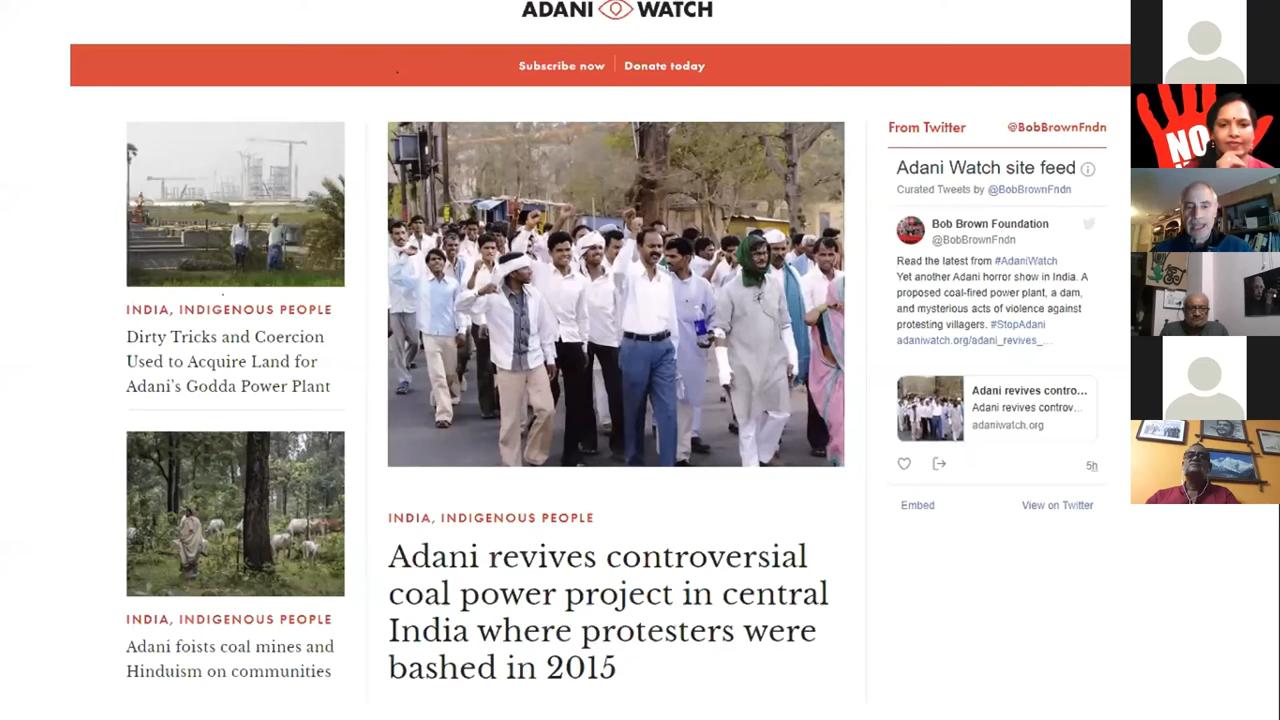 ADANI WATCH
Subscribe now
Donate today
INDIA, INDIGENOUS PEOPLE
Dirty Tricks and Coercion
Used to Acquire Land for
Adani's Godda Power Plant
INDIA, INDIGENOUS PEOPLE
Adani foists coal mines and
Hinduism on communities
INDIA, INDIGENOUS PEOPLE
Adani revives controversial
coal power project in central
India where protesters were
bashed in 2015
From Twitter
@BobBrownFndn
Adani Watch site feed
Curated Tweets by @BobBrownFndn
Bob Brown Foundation
@BobBrownFndn
Read the latest from #AdaniWatch
Yet another Adani horror show in India. A
proposed coal-fired power plant, a dam,
and mysterious acts of violence against
protesting villagers. #StopAdani
adaniwatch.org/adani_revives_...
Adani revives contro...
Adani revives controv...
adaniwatch.org
5h
Embed
View on Twitter
NO